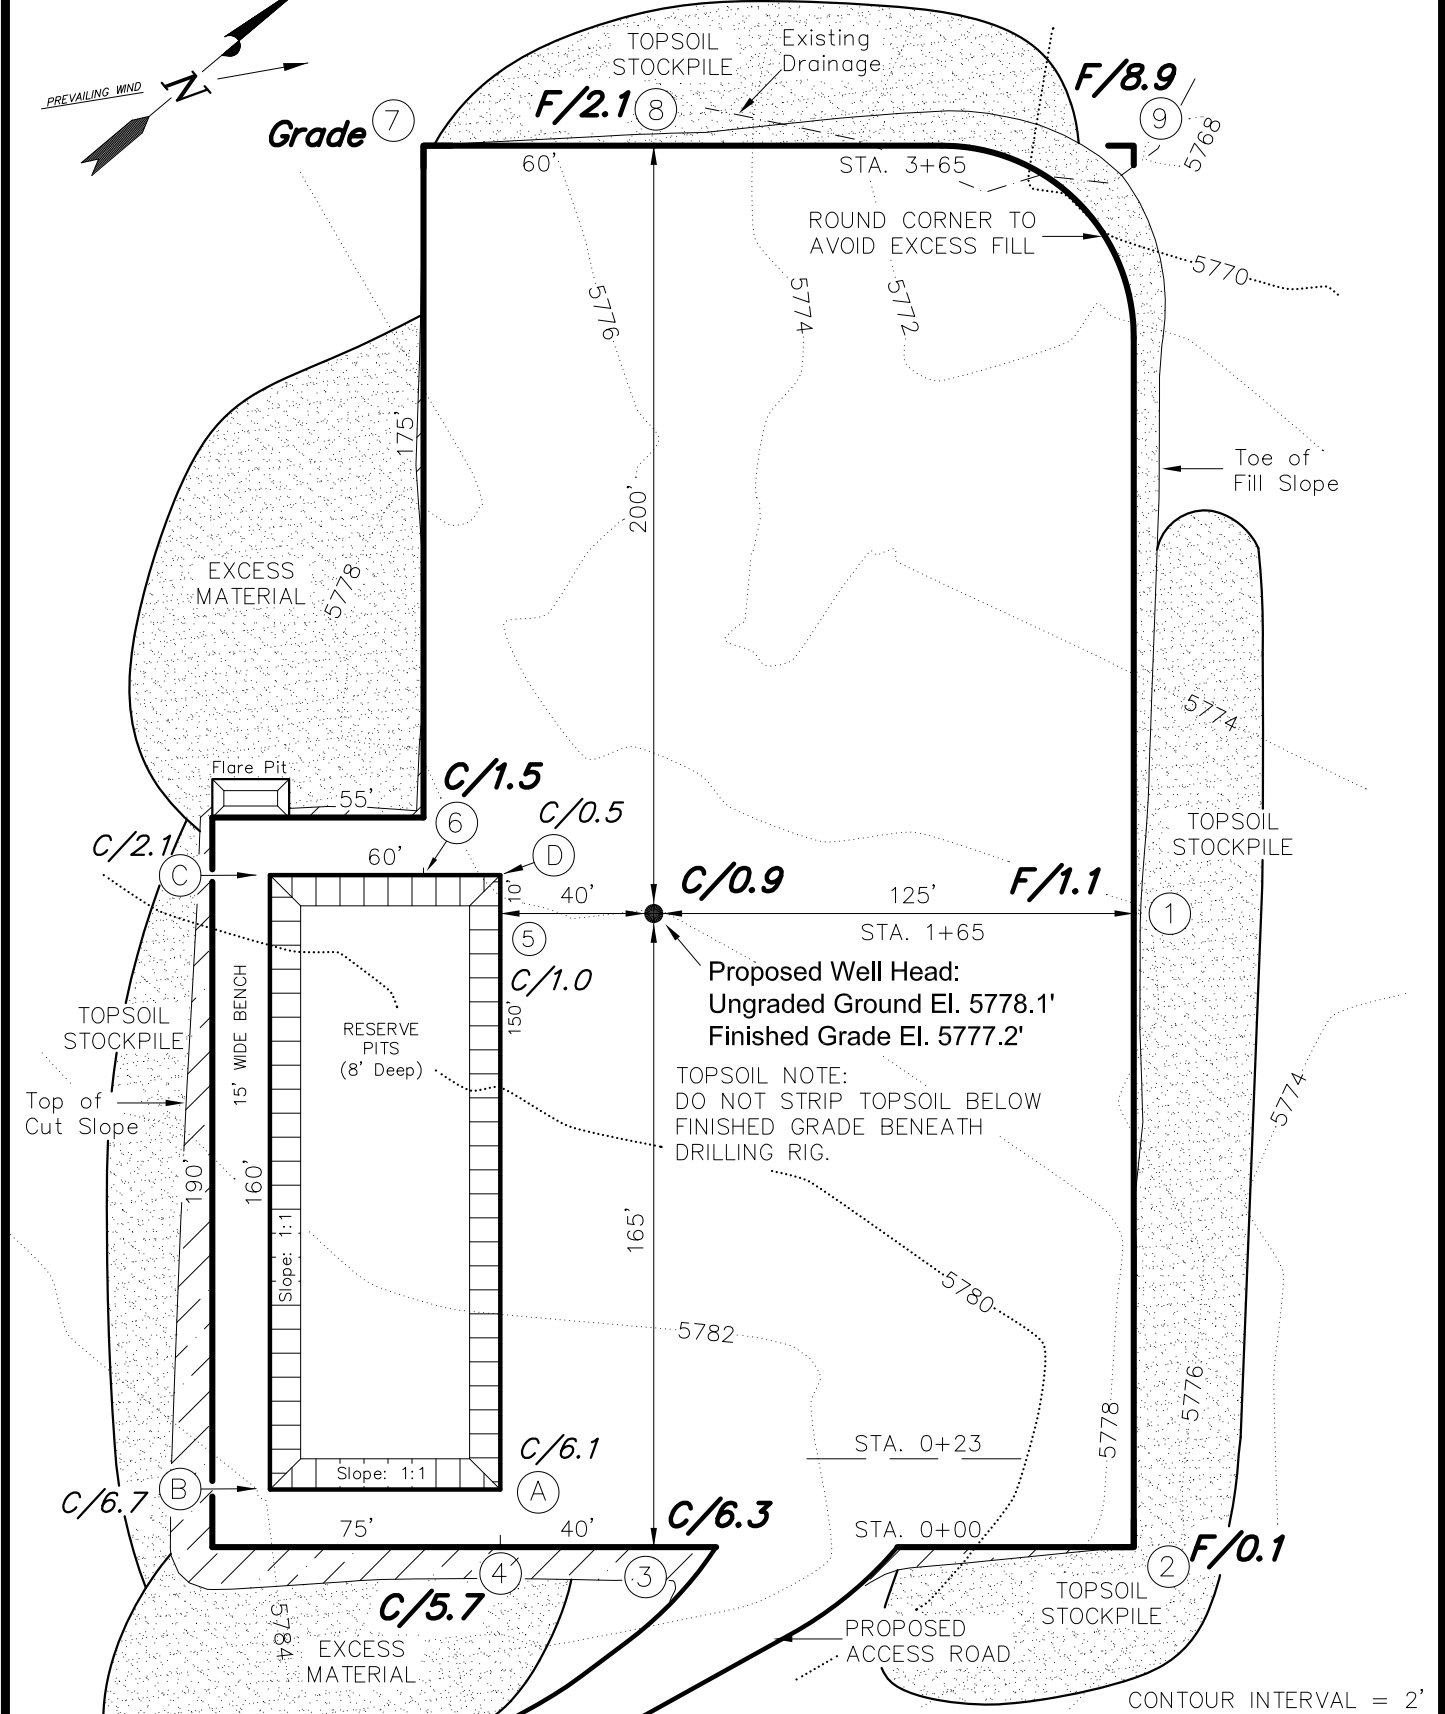 TOPSOIL
STOCKPILE
Existing
Drainage
F/8.9
PREVAILING WIND
N
Grade
7
F/2.1
8
9
5768
60'
STA. 3+65
ROUND CORNER TO
AVOID EXCESS FILL
5770
5776
5774
5772
175'
200'
Toe of
Fill Slope
EXCESS
MATERIAL
5778
5774
Flare Pit
55'
C/1.5
6
C/0.5
D
TOPSOIL
STOCKPILE
C/2.1
C
60'
10'
40'
C/0.9
125'
F/1.1
1
STA. 1+65
5
C/1.0
Proposed Well Head:
Ungraded Ground El. 5778.1'
Finished Grade El. 5777.2'
150'
15' WIDE BENCH
RESERVE
PITS
(8' Deep)
TOPSOIL
STOCKPILE
Top of
Cut Slope
TOPSOIL NOTE:
DO NOT STRIP TOPSOIL BELOW
FINISHED GRADE BENEATH
DRILLING RIG.
5774
190'
160'
165'
Slope: 1:1
5780
5782
5776
5778
STA. 0+23
C/6.1
A
Slope: 1:1
B
C/6.7
75'
40'
C/6.3
STA. 0+00
F/0.1
2
4
3
C/5.7
TOPSOIL
STOCKPILE
5784
EXCESS
MATERIAL
PROPOSED
ACCESS ROAD
CONTOUR INTERVAL = 2'